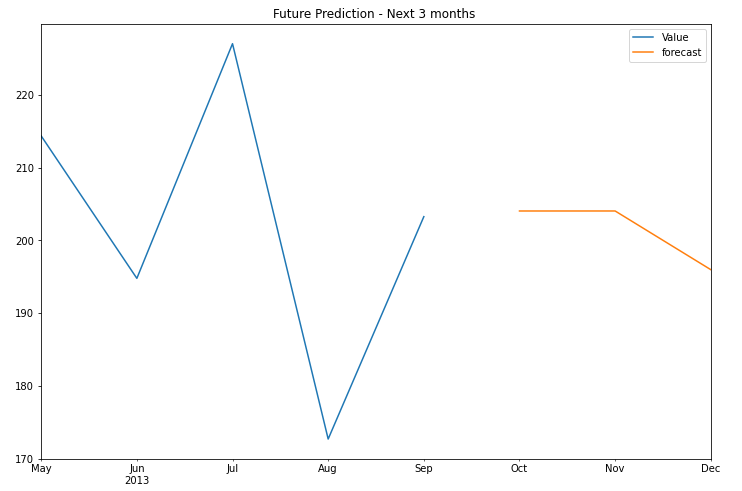 Future Prediction - Next 3 months
Value
forecast
220
210
200
190
180
170
May Jun Jul Aug Sep Oct Nov Dec
2013